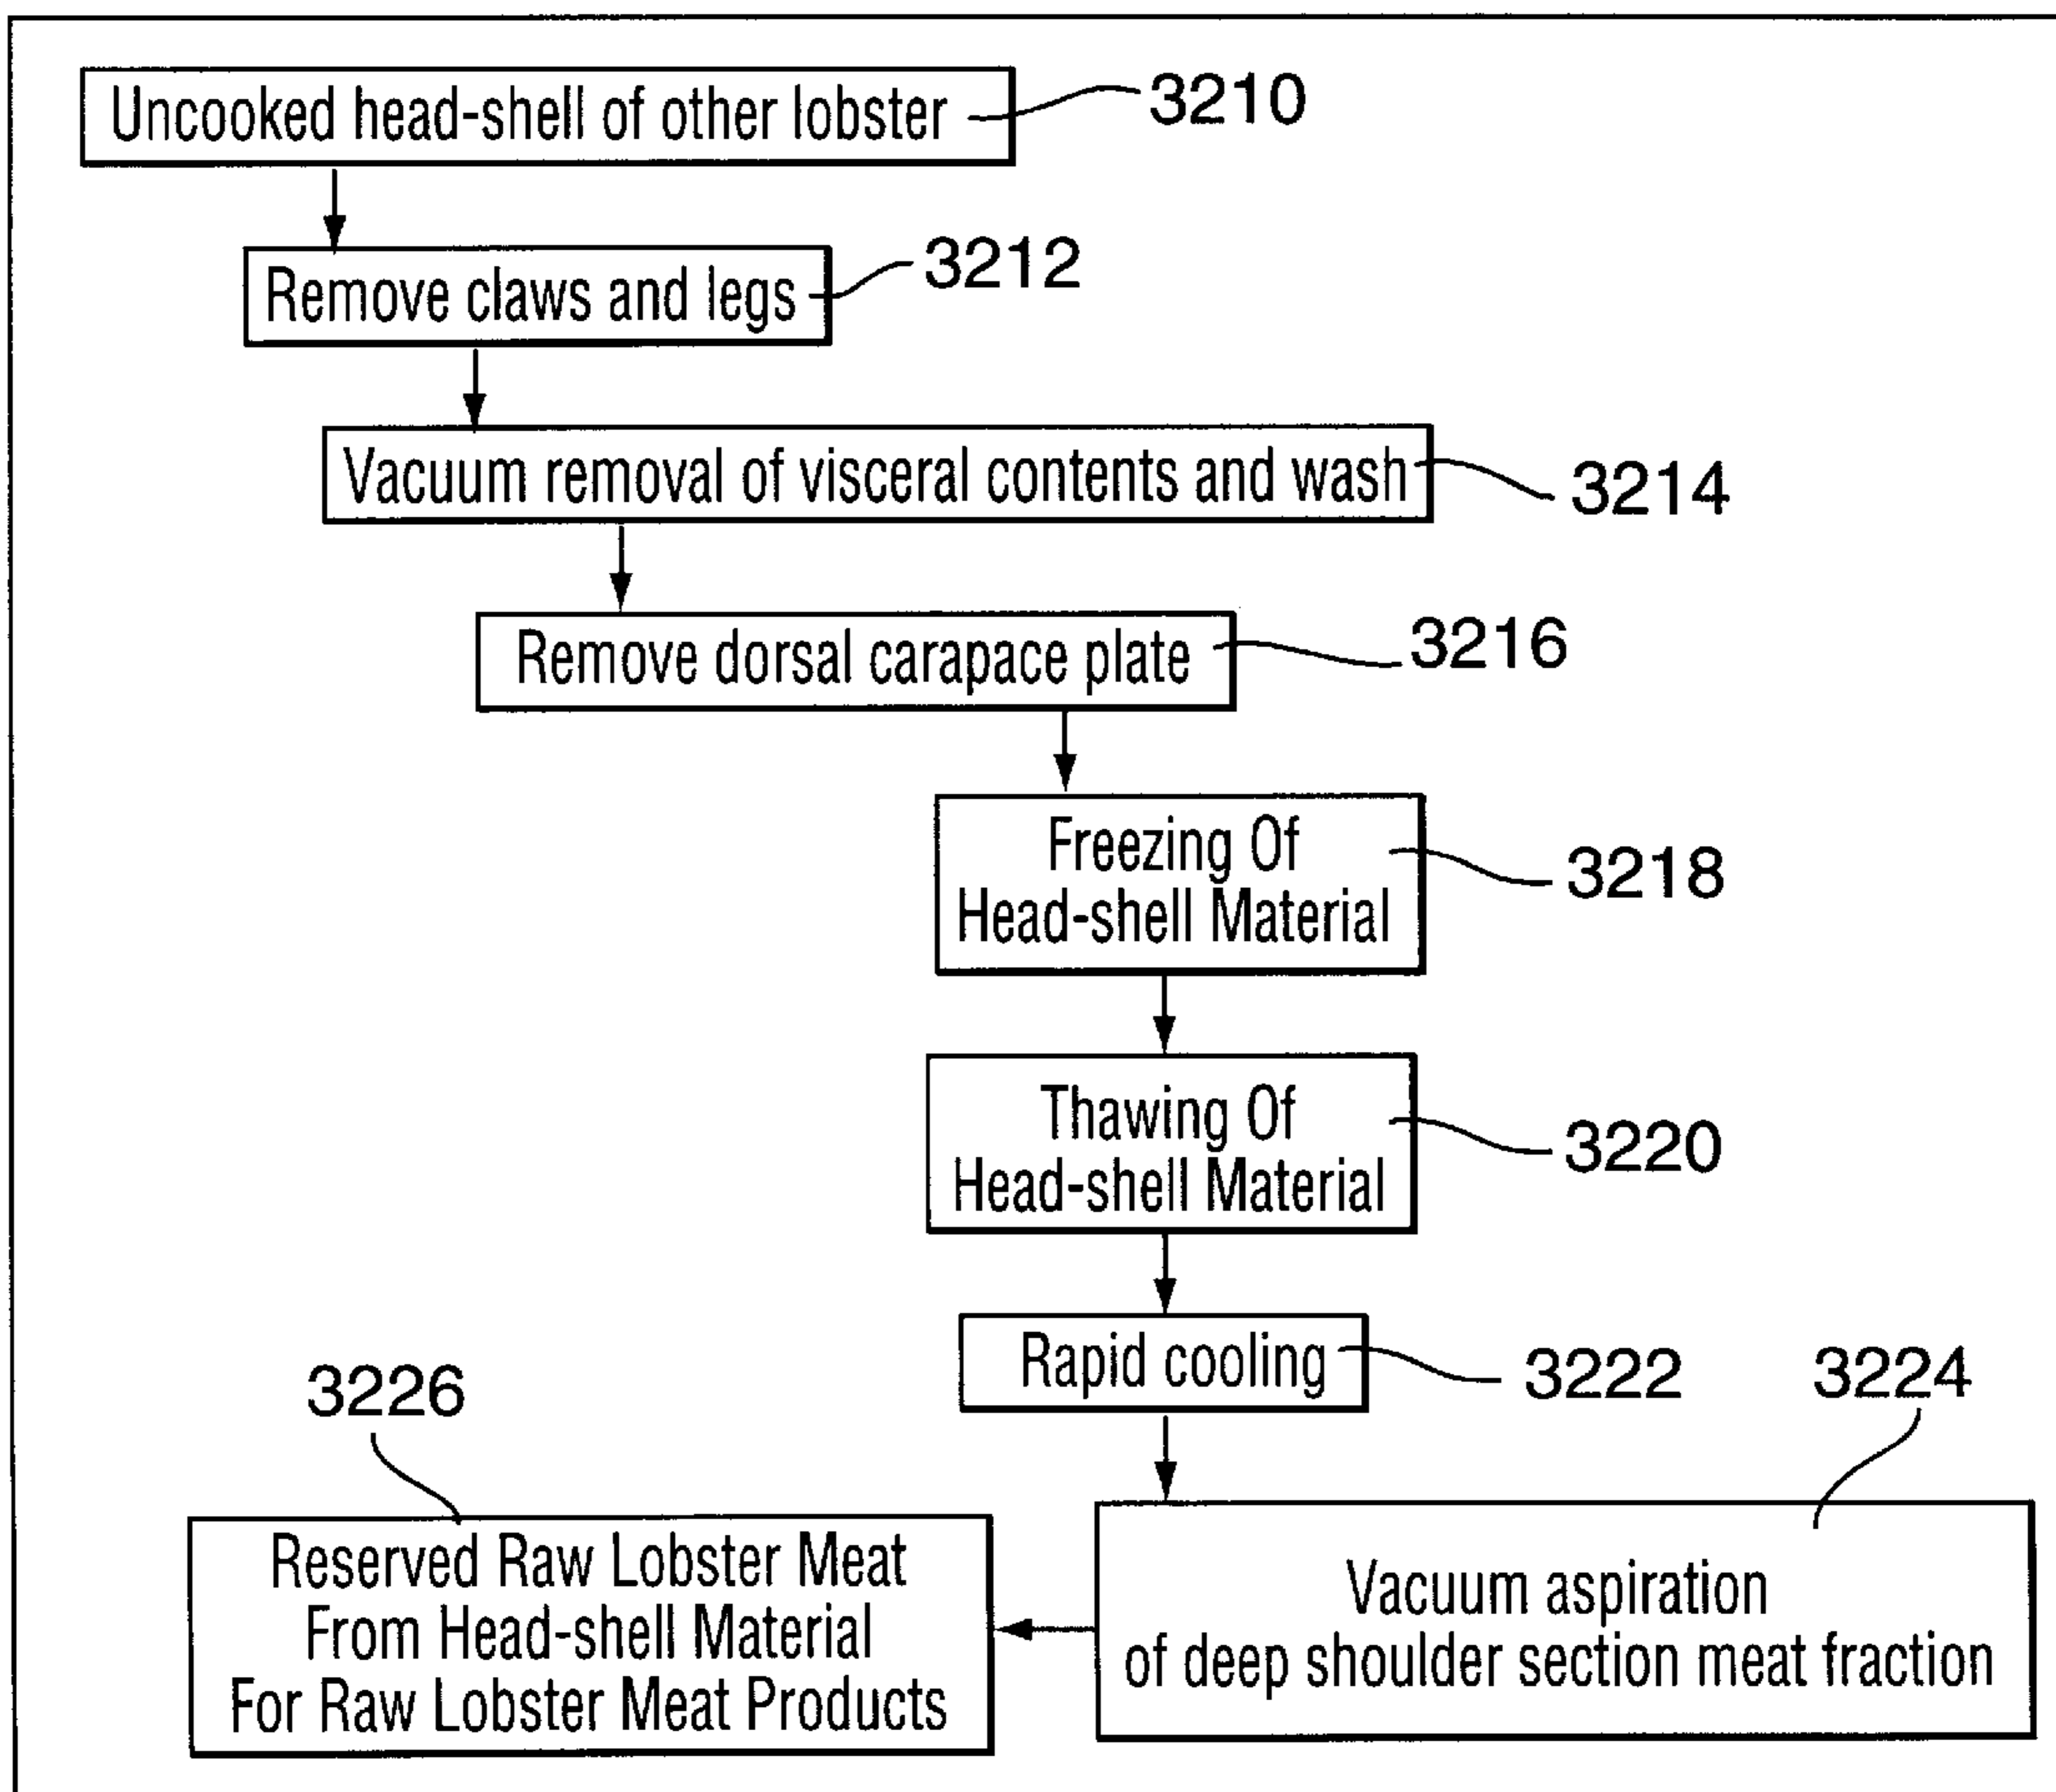 Uncooked head-shell of other lobster
3210
Remove claws and legs
3212
Vacuum removal of visceral contents and wash
3214
Remove dorsal carapace plate
3216
Freezing Of
Head-shell Material
3218
Thawing Of
Head-shell Material
3220
Rapid cooling
3222
3224
Vacuum aspiration
of deep shoulder section meat fraction
3226
Reserved Raw Lobster Meat
From Head-shell Material
For Raw Lobster Meat Products